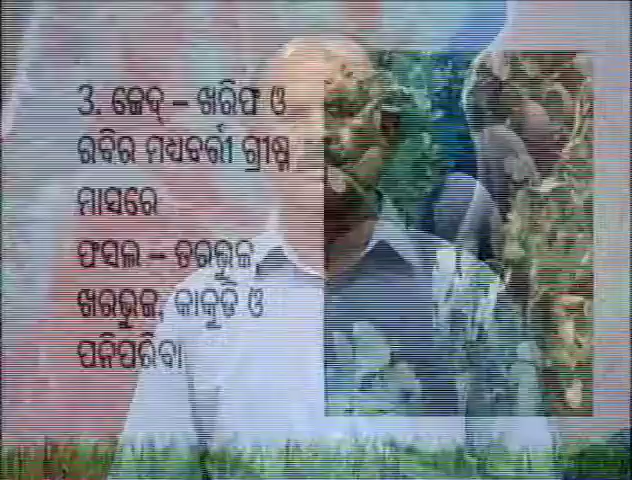 3. ଜେଦ୍ – ଖରିଫ ଓ
ରବିର ମଧ୍ୟବର୍ତ୍ତୀ ଗ୍ରୀଷ୍ମ
ମାସରେ
ଫସଲ – ତରଭୁଜ,
ଖରଭୁଜ, କାକୁଡି ଓ
ପନିପରିବା